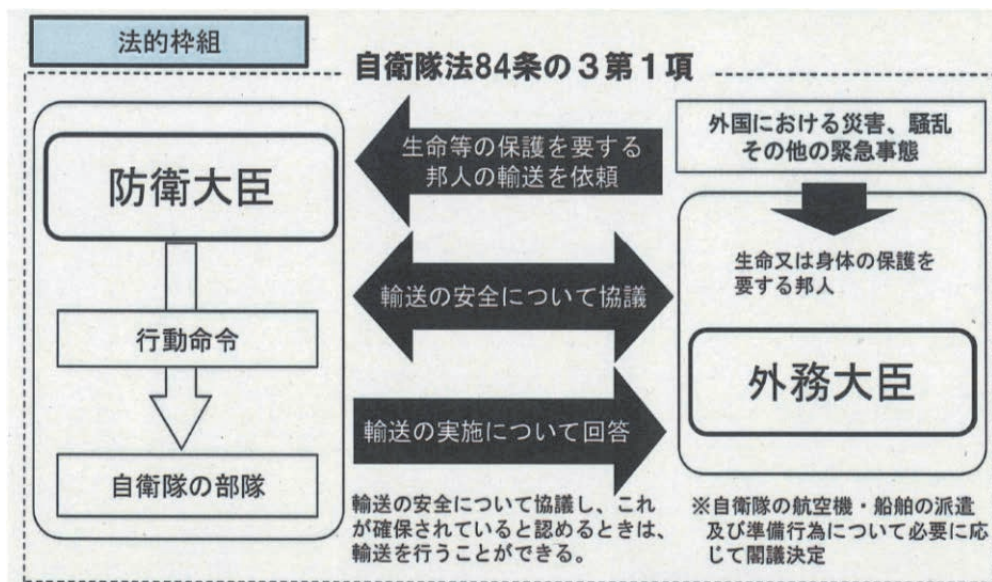 法的枠組
自衛隊法84条の3第1項
防衛大臣
行動命令
自衛隊の部隊
生命等の保護を要する
邦人の輸送を依頼
輸送の安全について協議
輸送の実施について回答
輸送の安全について協議し、これ
が確保されていると認めるときは、
輸送を行うことができる。
外国における災害、騒乱
その他の緊急事態
生命又は身体の保護を
要する邦人
外務大臣
※自衛隊の航空機・船舶の派遣
及び準備行為について必要に応
じて閣議決定